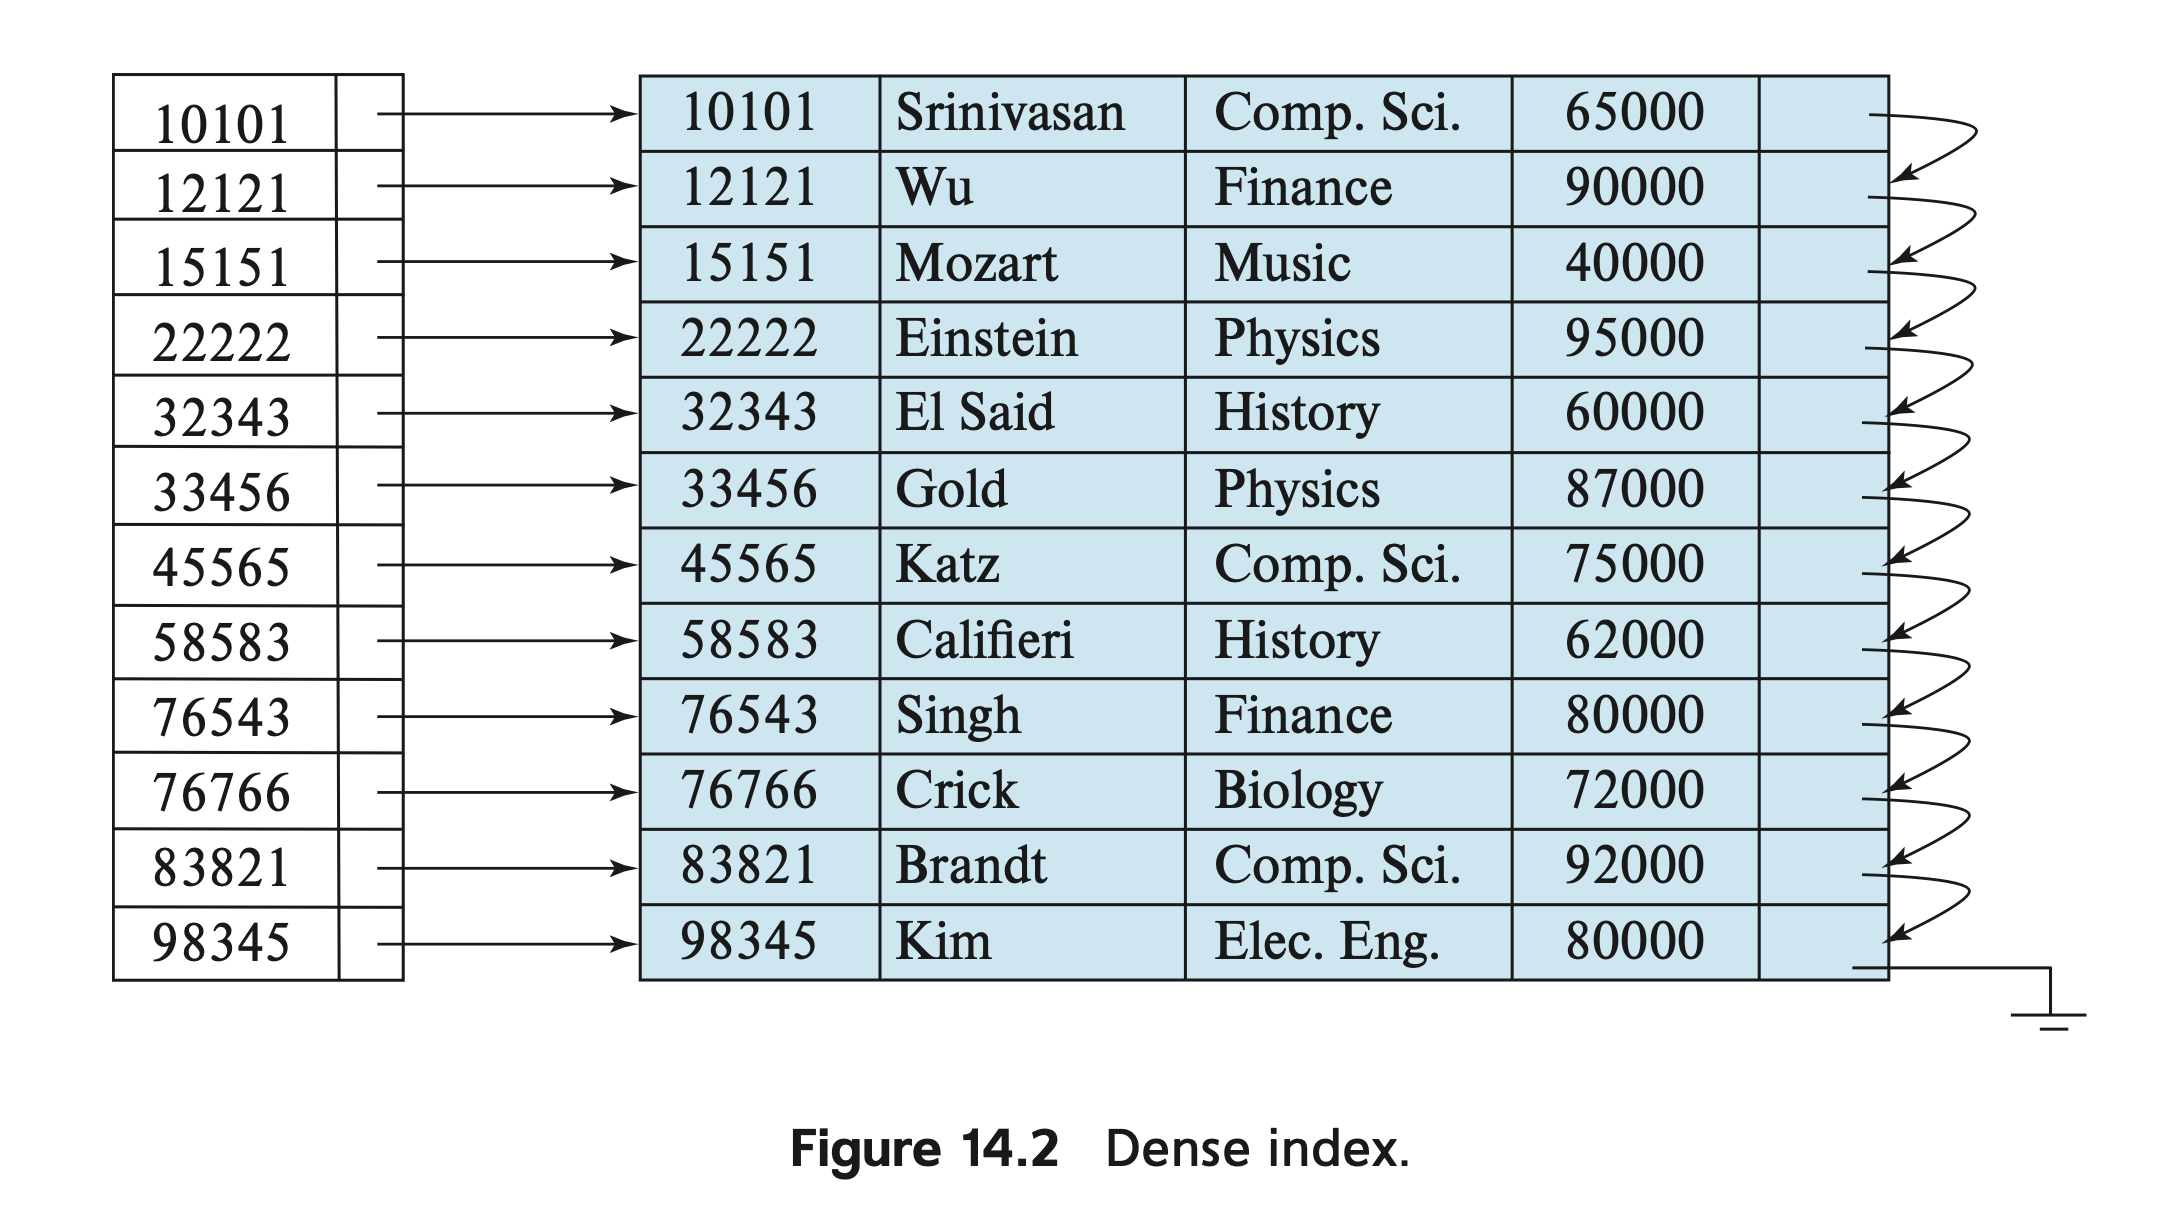 10101 10101 Srinivasan Comp. Sci. 65000
12121 12121 Wu Finance 90000
15151 15151 Mozart Music 40000
22222 22222 Einstein Physics 95000
32343 32343 El Said History 60000
33456 33456 Gold Physics 87000
45565 45565 Katz Comp. Sci. 75000
58583 58583 Califieri History 62000
76543 76543 Singh Finance 80000
76766 76766 Crick Biology 72000
83821 83821 Brandt Comp. Sci. 92000
98345 98345 Kim Elec. Eng. 80000
Figure 14.2 Dense index.